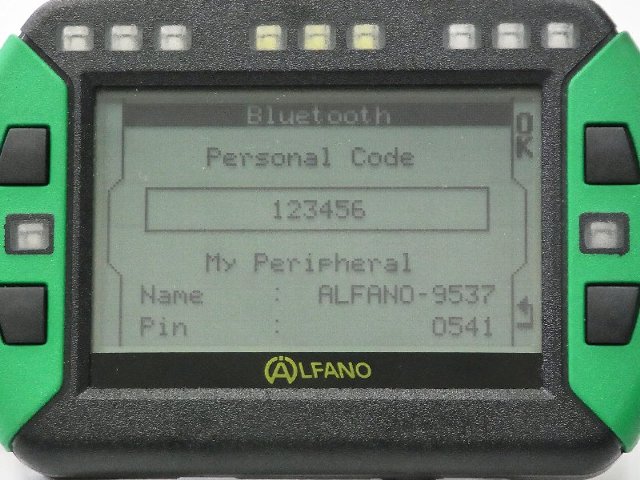 Bluetooth
OK
Personal Code
123456
My Peripheral
Name : ALFANO-9537
Pin : 0541
ALFANO